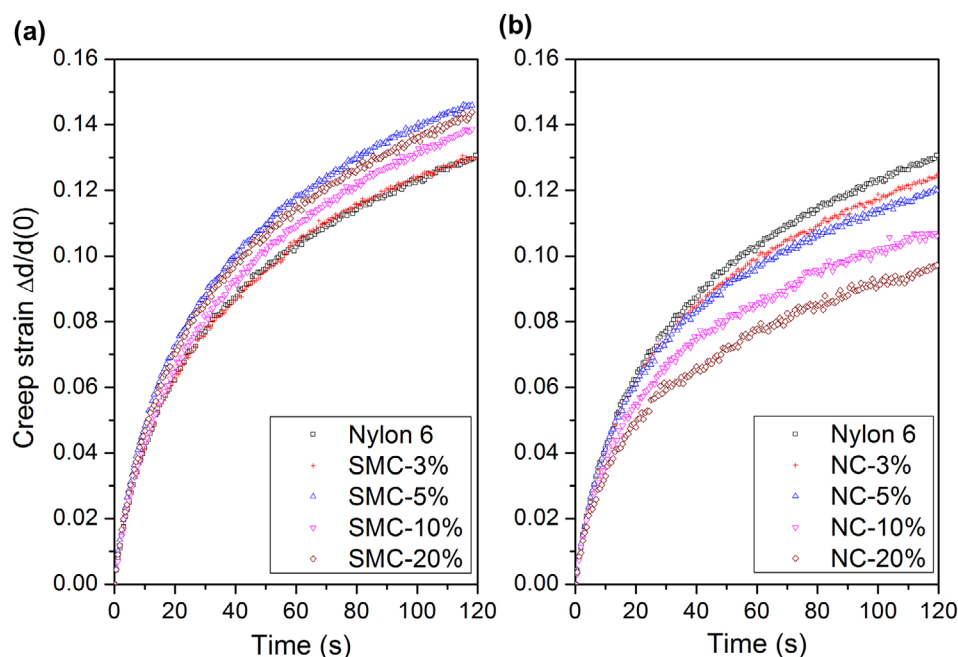 (a)
(b)
0.16
0.14
0.12
0.10
0.08
0.06
0.04
0.02
0.00
Creep strain Δd/d(0)
Nylon 6
SMC-3%
SMC-5%
SMC-10%
SMC-20%
0 20 40 60 80 100 120
Time (s)
0.16
0.14
0.12
0.10
0.08
0.06
0.04
0.02
0.00
Nylon 6
NC-3%
NC-5%
NC-10%
NC-20%
0 20 40 60 80 100 120
Time (s)